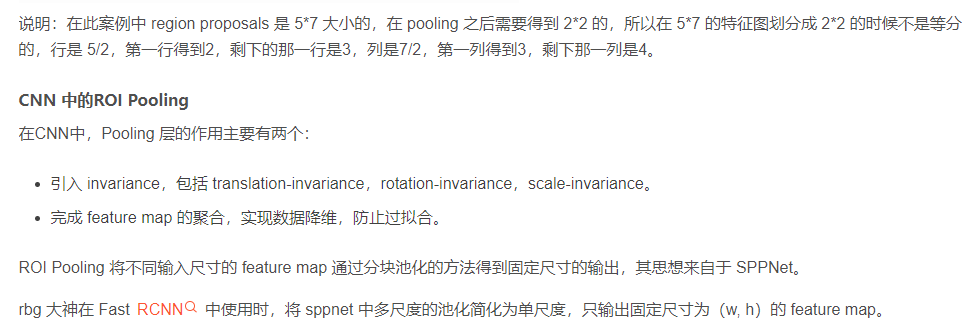 说明：在此案例中 region proposals 是 5*7 大小的，在 pooling 之后需要得到 2*2 的，所以在 5*7 的特征图划分成 2*2 的时候不是等分
的，行是 5/2，第一行得到2，剩下的那一行是3，列是7/2，第一列得到3，剩下那一列是4。
CNN 中的ROI Pooling
在CNN中，Pooling 层的作用主要有两个：
• 引入 invariance，包括 translation-invariance，rotation-invariance，scale-invariance。
• 完成 feature map 的聚合，实现数据降维，防止过拟合。
ROI Pooling 将不同输入尺寸的 feature map 通过分块池化的方法得到固定尺寸的输出，其思想来自于 SPPNet。
rbg 大神在 Fast RCNN 中使用时，将 sppnet 中多尺度的池化简化为单尺度，只输出固定尺寸为（w, h）的 feature map。